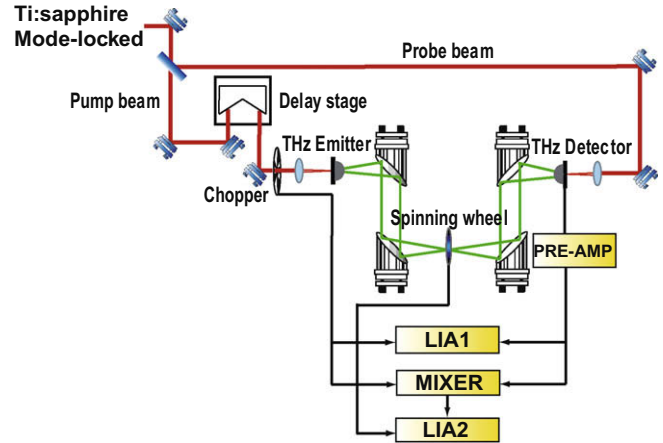 Ti:sapphire
Mode-locked
Probe beam
Pump beam
Delay stage
THz Emitter
THz Detector
Chopper
Spinning wheel
PRE-AMP
LIA1
MIXER
LIA2